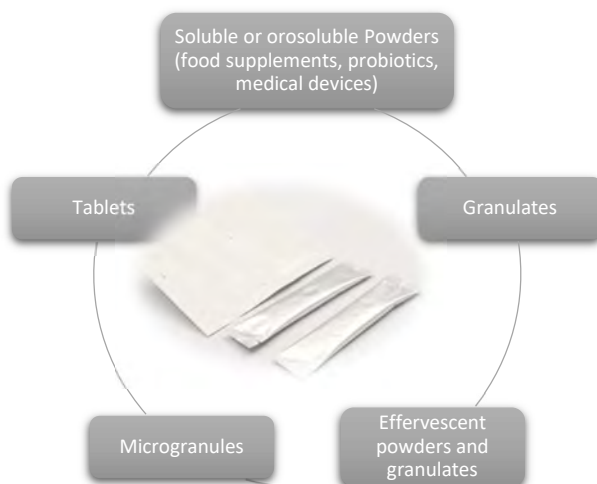 Soluble or orosoluble Powders
(food supplements, probiotics,
medical devices)
Tablets
Granulates
Microgranules
Effervescent
powders and
granulates